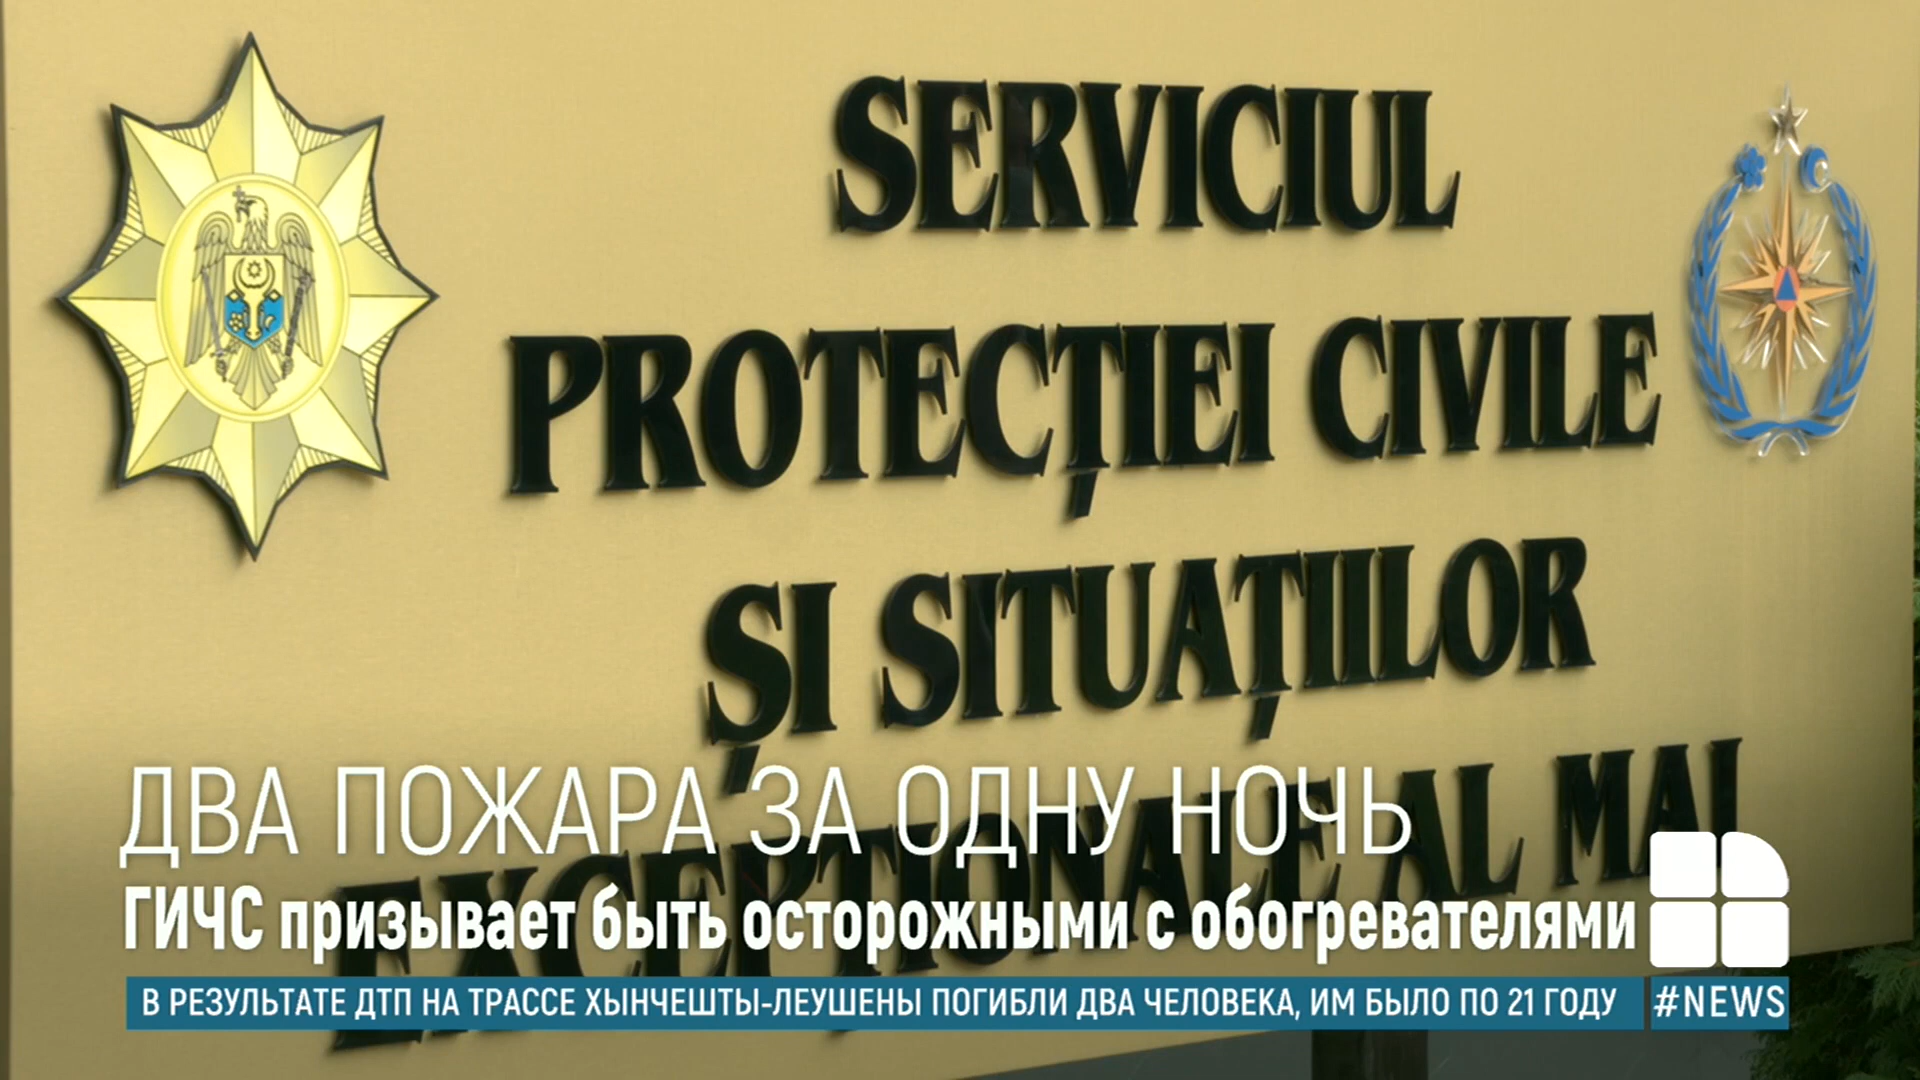 SERVICIUL
PROTECȚIEI CIVILE
ȘI SITUAȚIILOR
EXCEPȚIONALE AL MAI
ДВА ПОЖАРА ЗА ОДНУ НОЧЬ
ГИЧС призывает быть осторожными с обогревателями
В РЕЗУЛЬТАТЕ ДТП НА ТРАССЕ ХЫНЧЕШТЫ-ЛЕУШЕНЫ ПОГИБЛИ ДВА ЧЕЛОВЕКА, ИМ БЫЛО ПО 21 ГОДУ
#NEWS